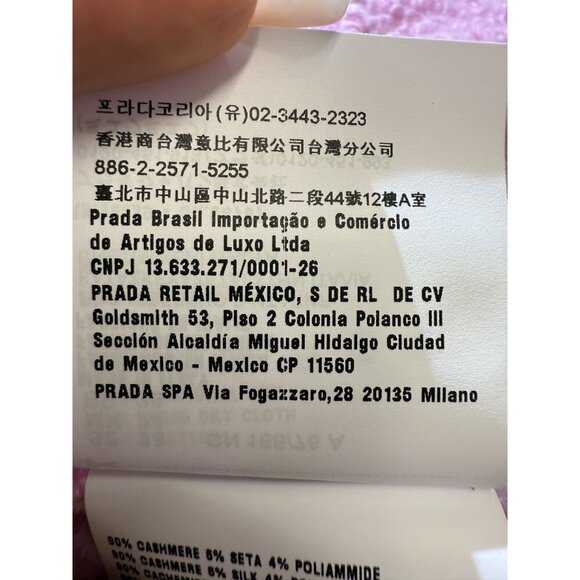 프라다코리아(유)02-3443-2323
香港商台灣意比有限公司台灣分公司
886-2-2571-5255
臺北市中山區中山北路二段44號12樓A室
Prada Brasil Importação e Comércio
de Artigos de Luxo Ltda
CNPJ 13.633.271/0001-26
PRADA RETAIL MÉXICO, S DE RL DE CV
Goldsmith 53, Piso 2 Colonia Polanco III
Sección Alcaldía Miguel Hidalgo Ciudad
de Mexico - Mexico CP 11560
PRADA SPA Via Fogazzaro,28 20135 Milano
90% CASHMERE 6% SETA 4% POLIAMMIDE
90% CASHMERE 6% SILK 4%